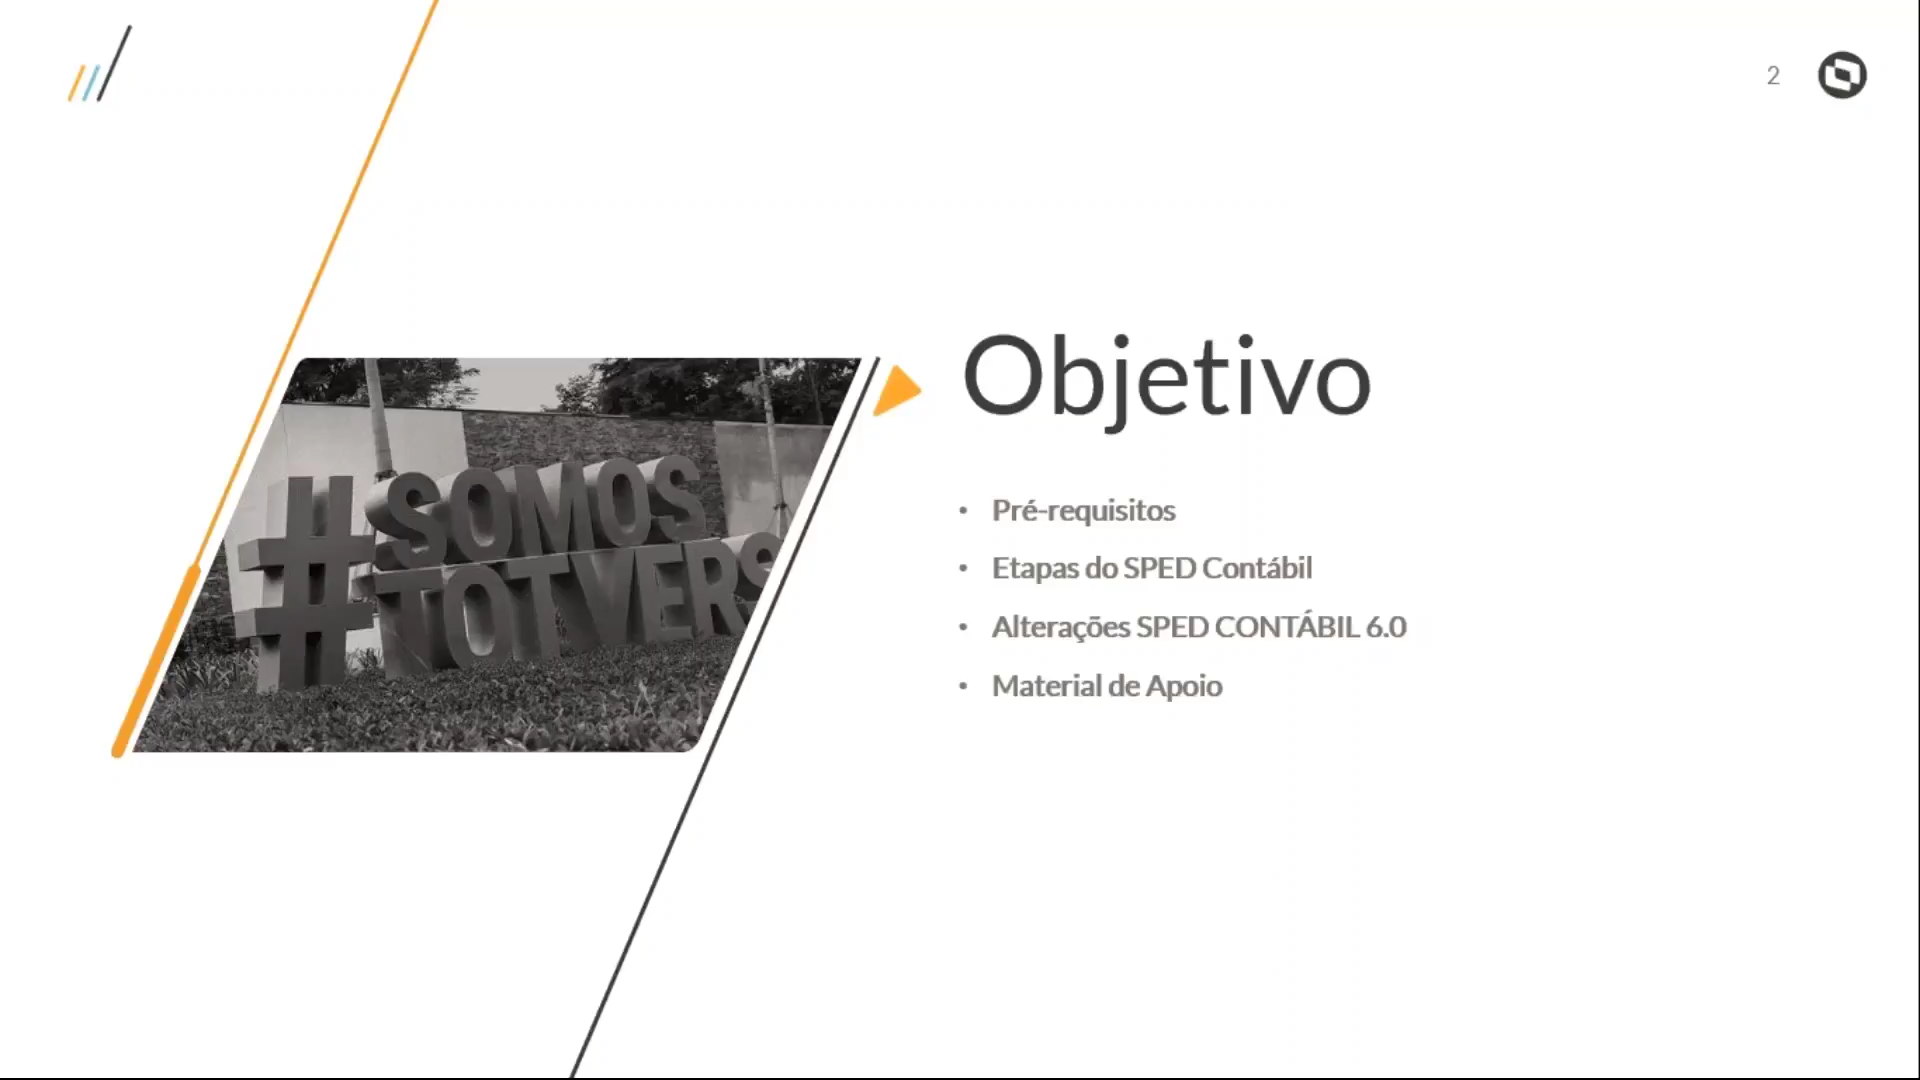 2
#SOMOS
TOTVERS
Objetivo
• Pré-requisitos
• Etapas do SPED Contábil
• Alterações SPED CONTÁBIL 6.0
• Material de Apoio